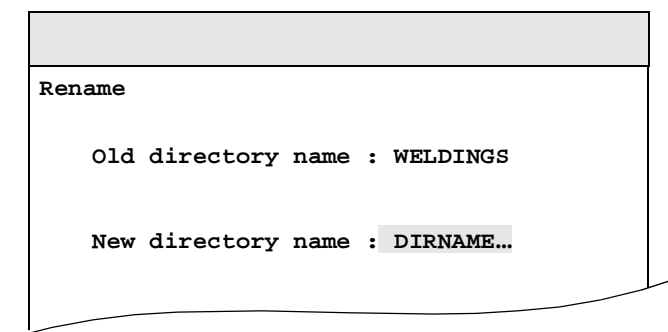 Rename
Old directory name : WELDINGS
New directory name : DIRNAME…